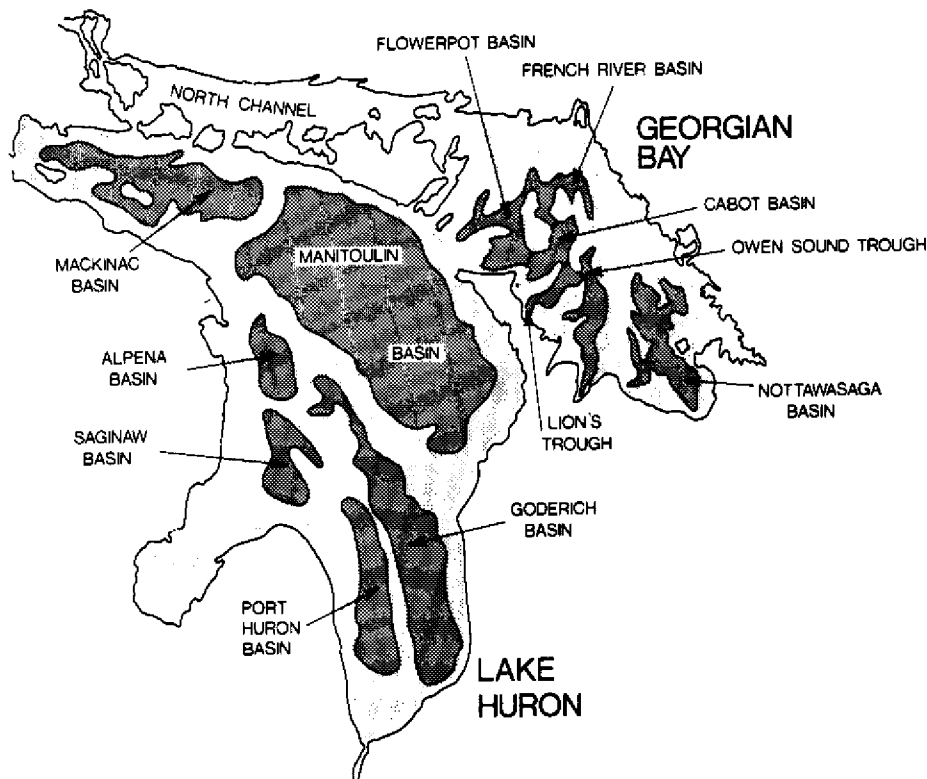 FLOWERPOT BASIN
FRENCH RIVER BASIN
NORTH CHANNEL
GEORGIAN
BAY
CABOT BASIN
OWEN SOUND TROUGH
MACKINAC
BASIN
MANITOULIN
BASIN
ALPENA
BASIN
NOTTAWASAGA
BASIN
LION'S
TROUGH
SAGINAW
BASIN
GODERICH
BASIN
PORT
HURON
BASIN
LAKE
HURON